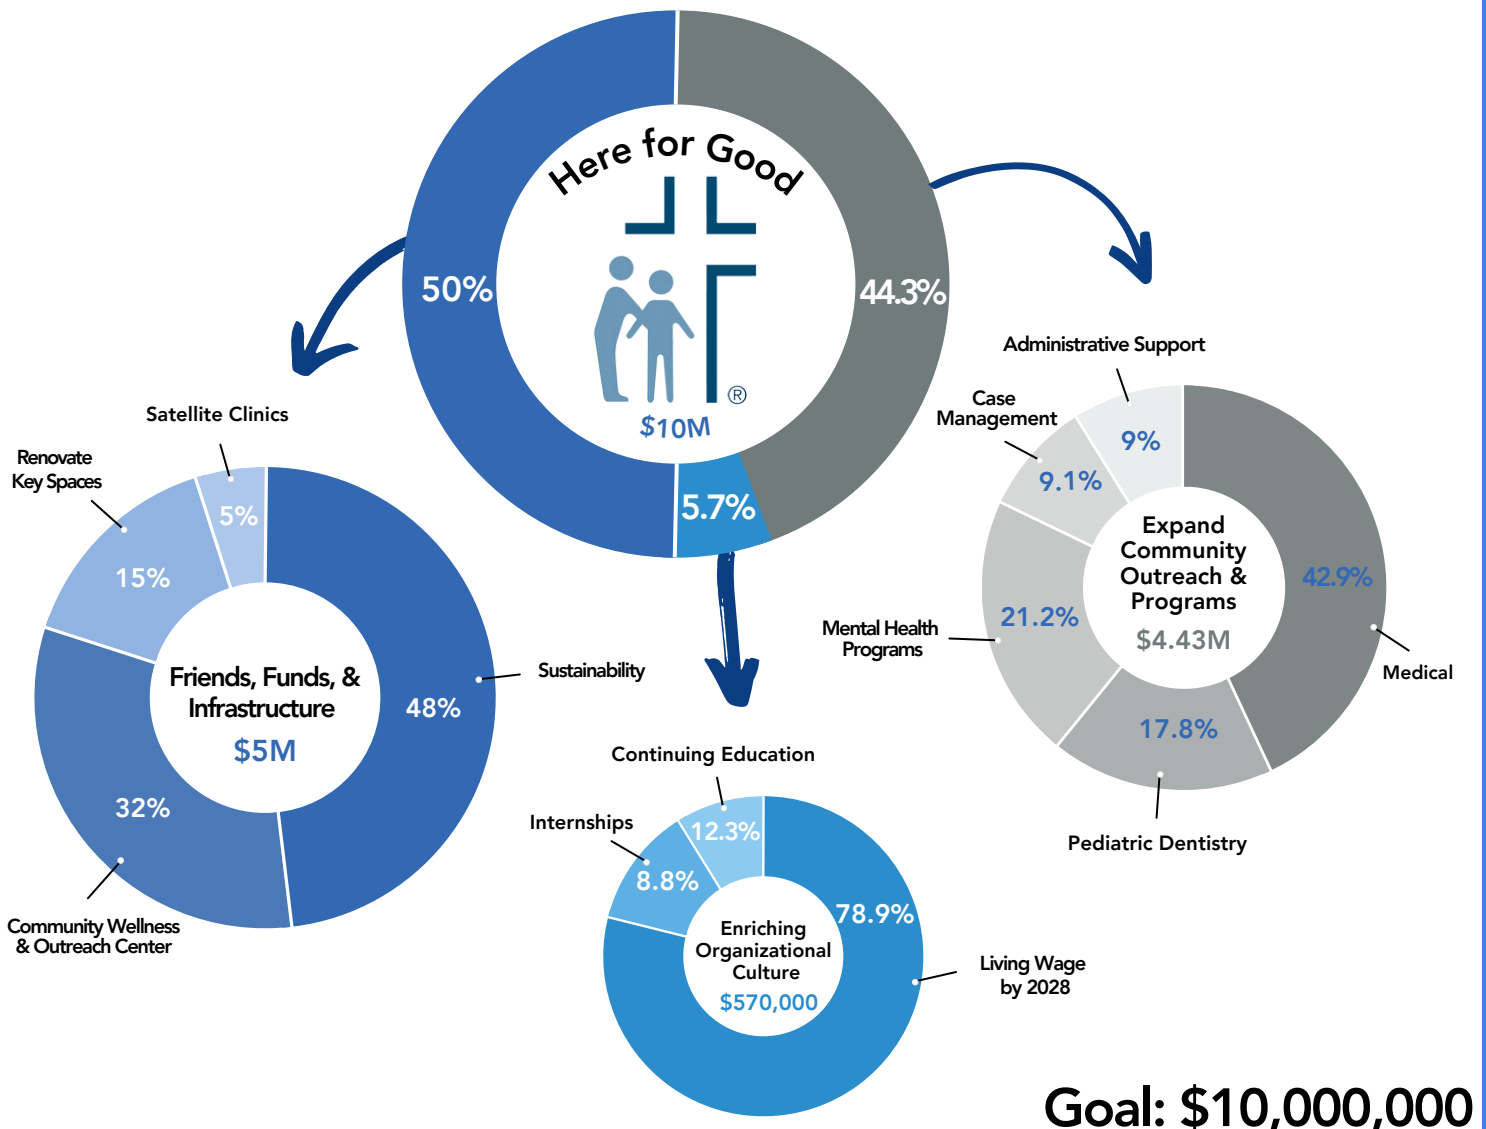 Here for Good
®
$10M
50%
44.3%
5.7%
Satellite Clinics
Renovate
Key Spaces
5%
15%
32%
48%
Friends, Funds, &
Infrastructure
$5M
Sustainability
Community Wellness
& Outreach Center
Continuing Education
Internships
12.3%
8.8%
78.9%
Enriching
Organizational
Culture
$570,000
Living Wage
by 2028
Administrative Support
Case
Management
9%
9.1%
21.2%
42.9%
17.8%
Expand
Community
Outreach &
Programs
$4.43M
Mental Health
Programs
Medical
Pediatric Dentistry
Goal: $10,000,000